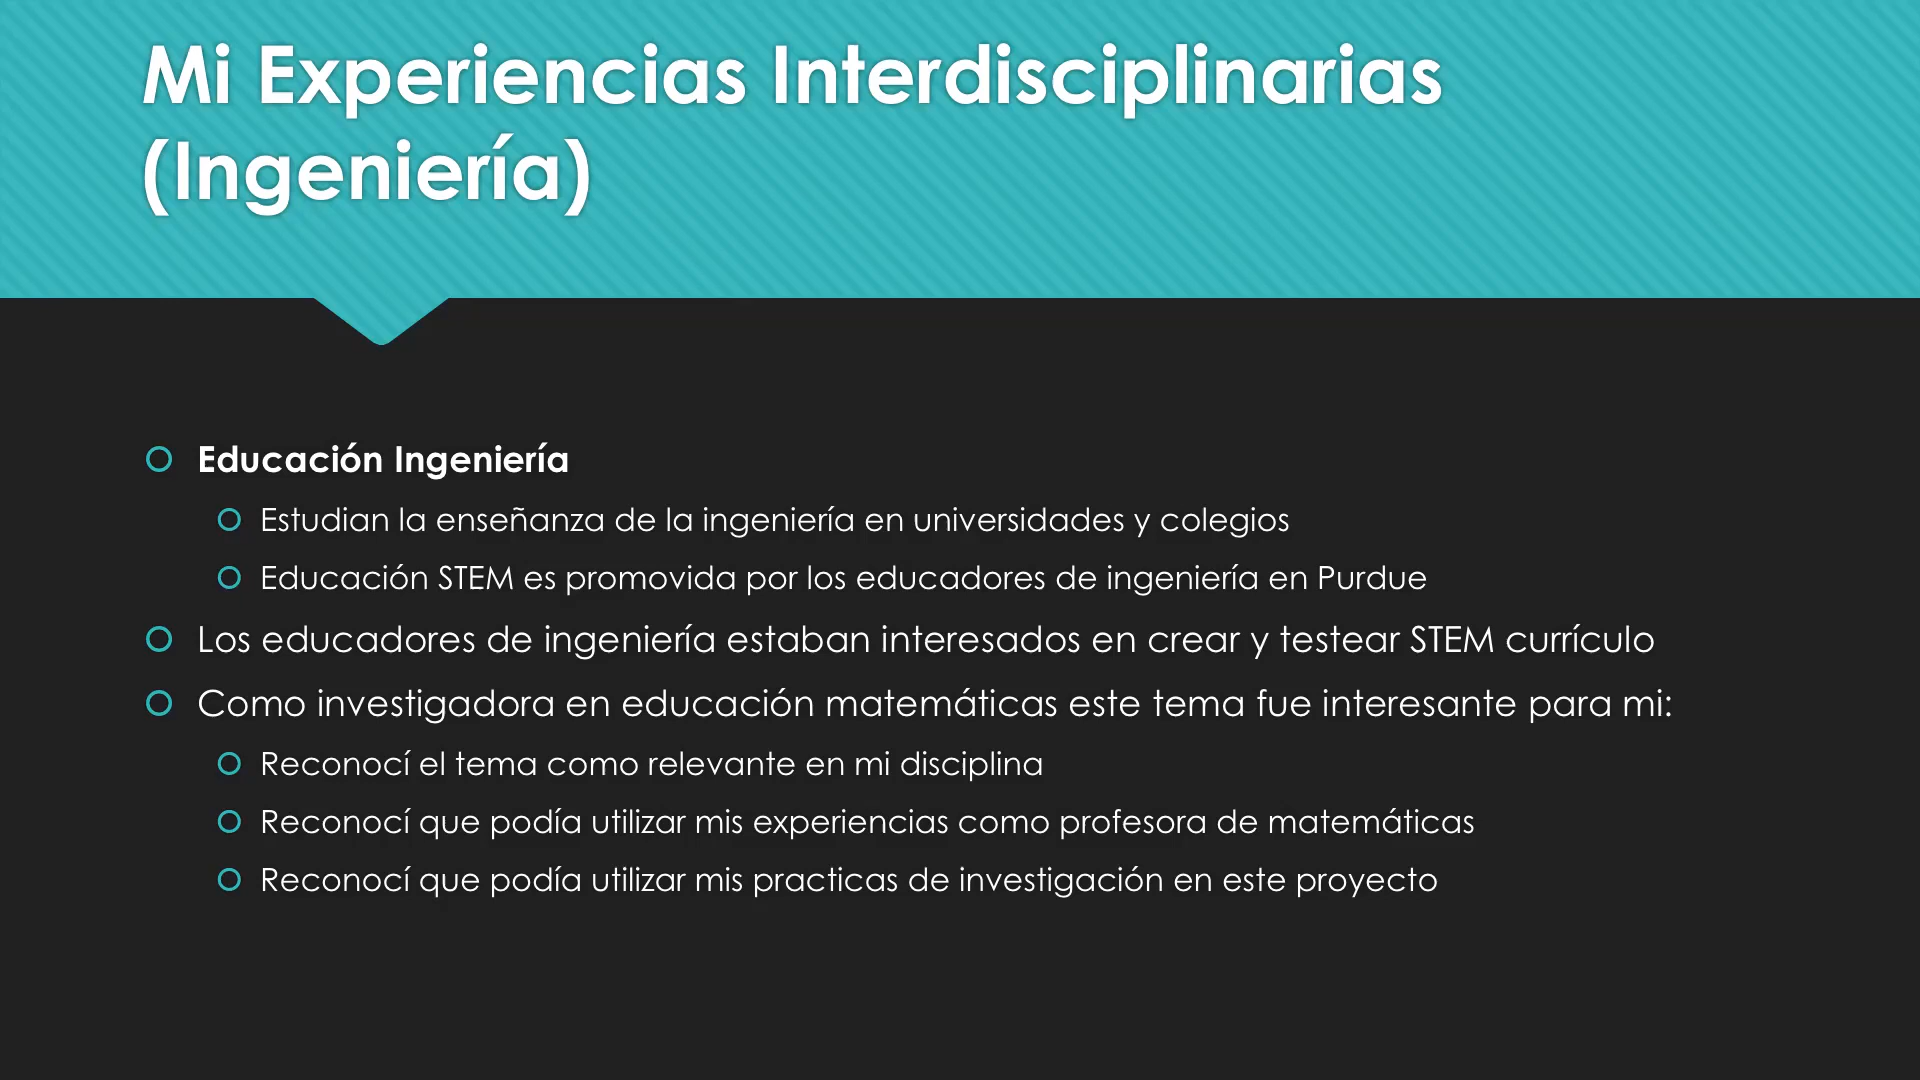 Mi Experiencias Interdisciplinarias
(Ingeniería)
Educación Ingeniería
Estudian la enseñanza de la ingeniería en universidades y colegios
Educación STEM es promovida por los educadores de ingeniería en Purdue
Los educadores de ingeniería estaban interesados en crear y testear STEM currículo
Como investigadora en educación matemáticas este tema fue interesante para mi:
Reconocí el tema como relevante en mi disciplina
Reconocí que podía utilizar mis experiencias como profesora de matemáticas
Reconocí que podía utilizar mis practicas de investigación en este proyecto